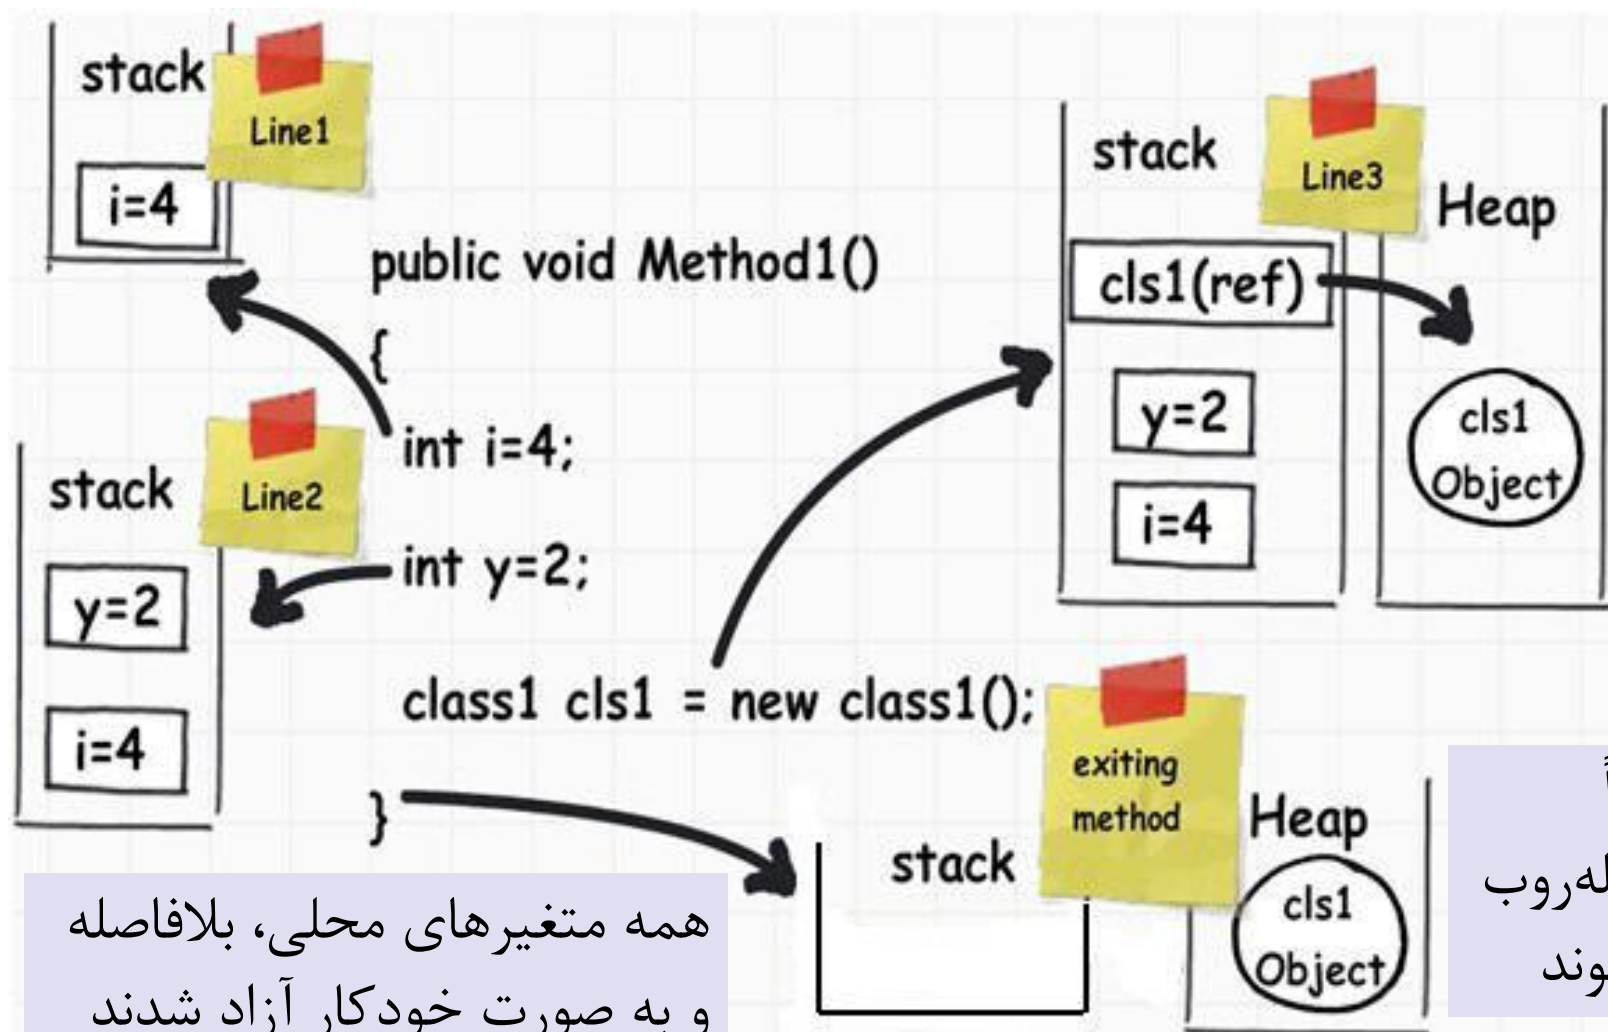 stack
Line1
i=4
public void Method1()
{
int i=4;
int y=2;
class1 cls1 = new class1();
}
stack
Line2
y=2
i=4
stack
Line3
Heap
cls1(ref)
y=2
i=4
cls1
Object
exiting
method
stack
Heap
cls1
Object
همه متغیرهای محلی، بلافاصله
و به صورت خودکار آزاد شدند